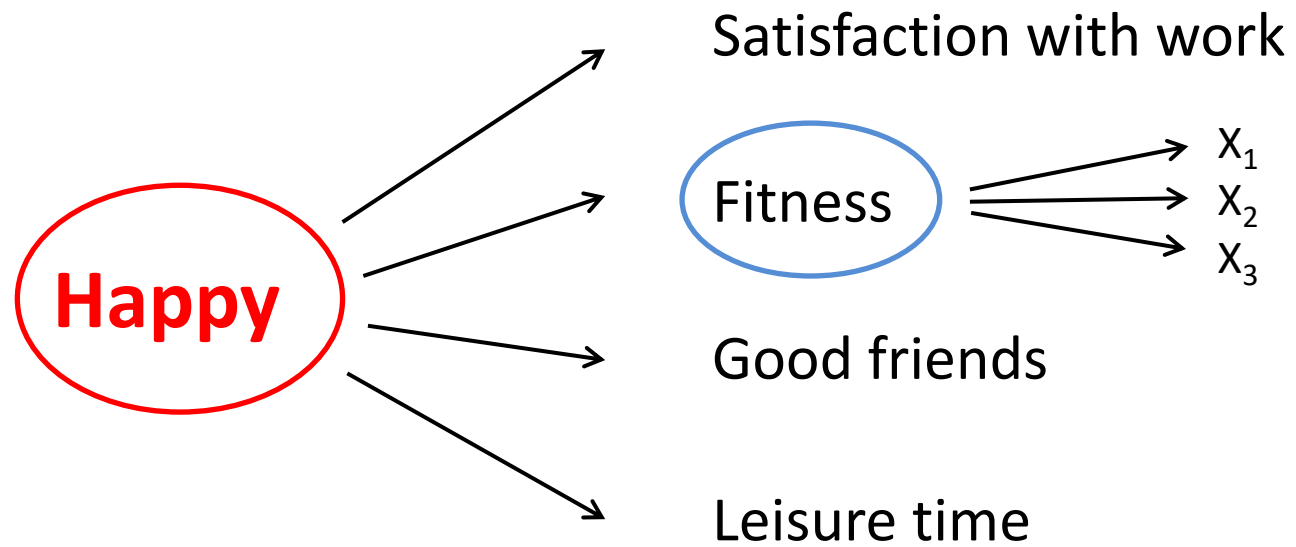 Satisfaction with work
X₁
Fitness
X₂
X₃
Happy
Good friends
Leisure time